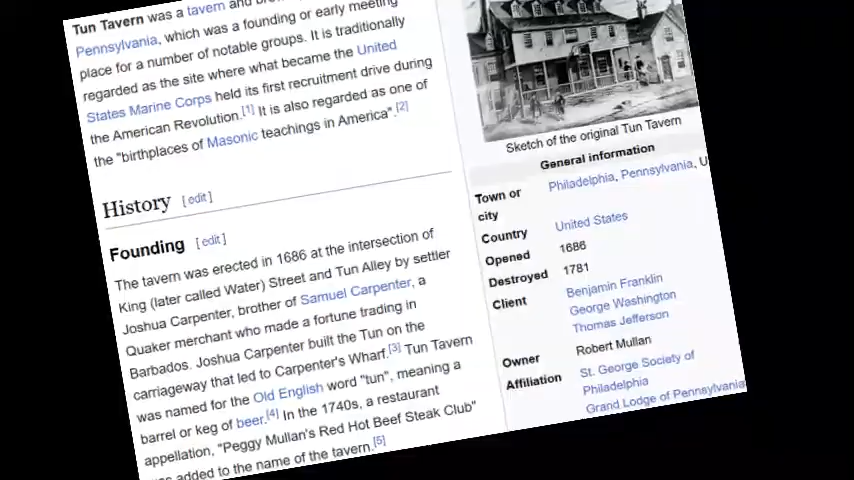 Tun Tavern was a tavern and
Pennsylvania, which was a founding or early meeting
place for a number of notable groups. It is traditionally
regarded as the site where what became the United
States Marine Corps held its first recruitment drive during
the American Revolution.[1] It is also regarded as one of
the "birthplaces of Masonic teachings in America".[2]
History [edit]
Founding [edit]
The tavern was erected in 1686 at the intersection of
King (later called Water) Street and Tun Alley by settler
Joshua Carpenter, brother of Samuel Carpenter, a
Quaker merchant who made a fortune trading in
Barbados. Joshua Carpenter built the Tun on the
carriageway that led to Carpenter's Wharf.[3] Tun Tavern
was named for the Old English word "tun", meaning a
barrel or keg of beer.[4] In the 1740s, a restaurant
appellation, "Peggy Mullan's Red Hot Beef Steak Club"
was added to the name of the tavern.[5]
Sketch of the original Tun Tavern
General information
Town or city Philadelphia, Pennsylvania, U
Country United States
Opened 1686
Destroyed 1781
Client Benjamin Franklin
George Washington
Thomas Jefferson
Owner Robert Mullan
Affiliation St. George Society of
Philadelphia
Grand Lodge of Pennsylvania